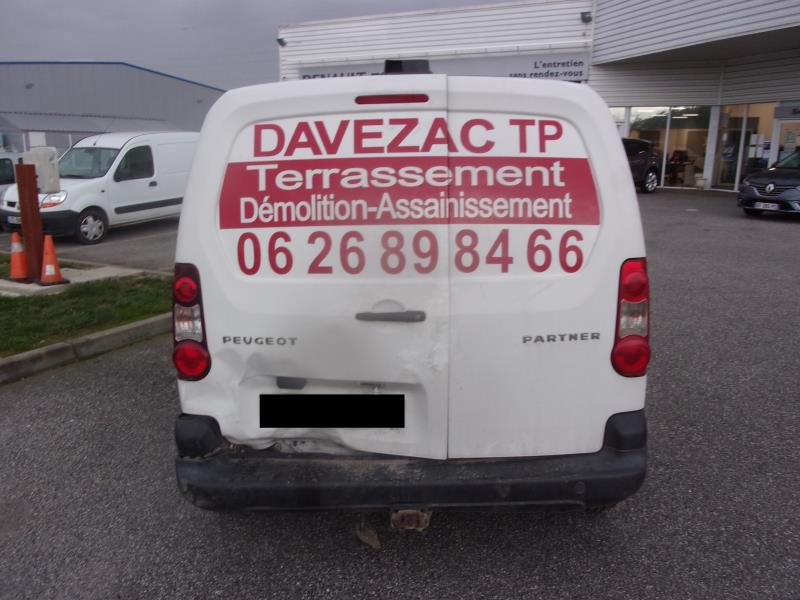 L'entretien
sans rendez-vous
DAVEZAC TP
Terrassement
Démolition-Assainissement
06 26 89 84 66
PEUGEOT
PARTNER